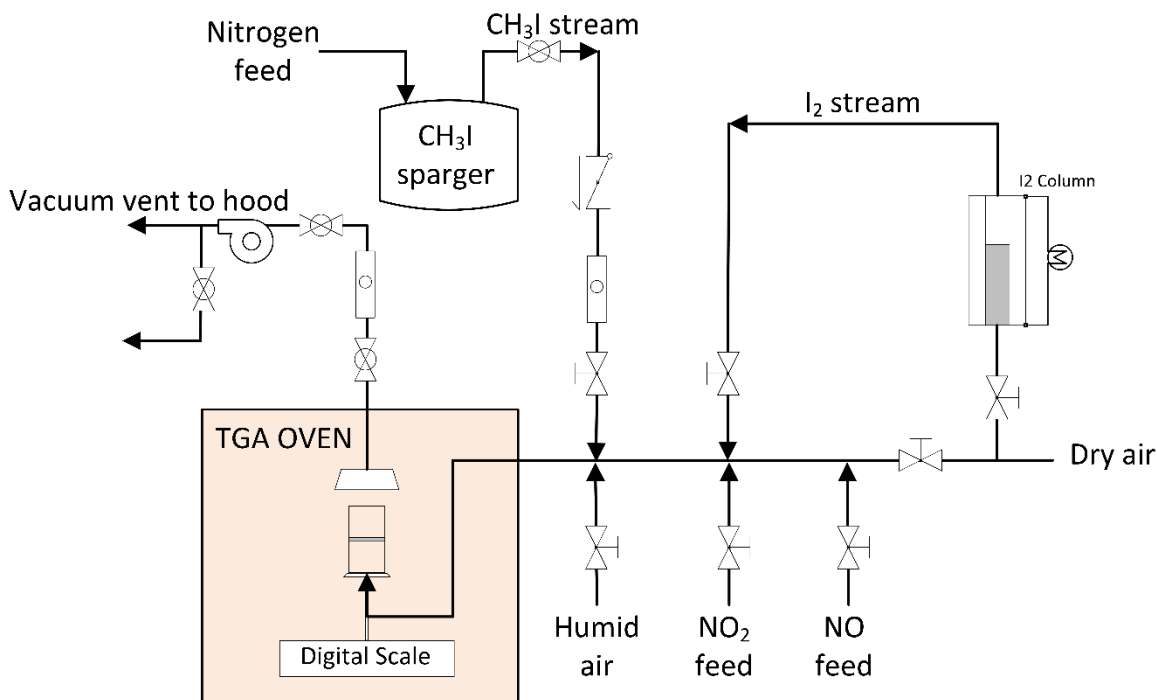 Nitrogen
feed
CH₃I stream
CH₃I
sparger
I₂ stream
I2 Column
M
Vacuum vent to hood
TGA OVEN
Dry air
Digital Scale
Humid
air
NO₂
feed
NO
feed